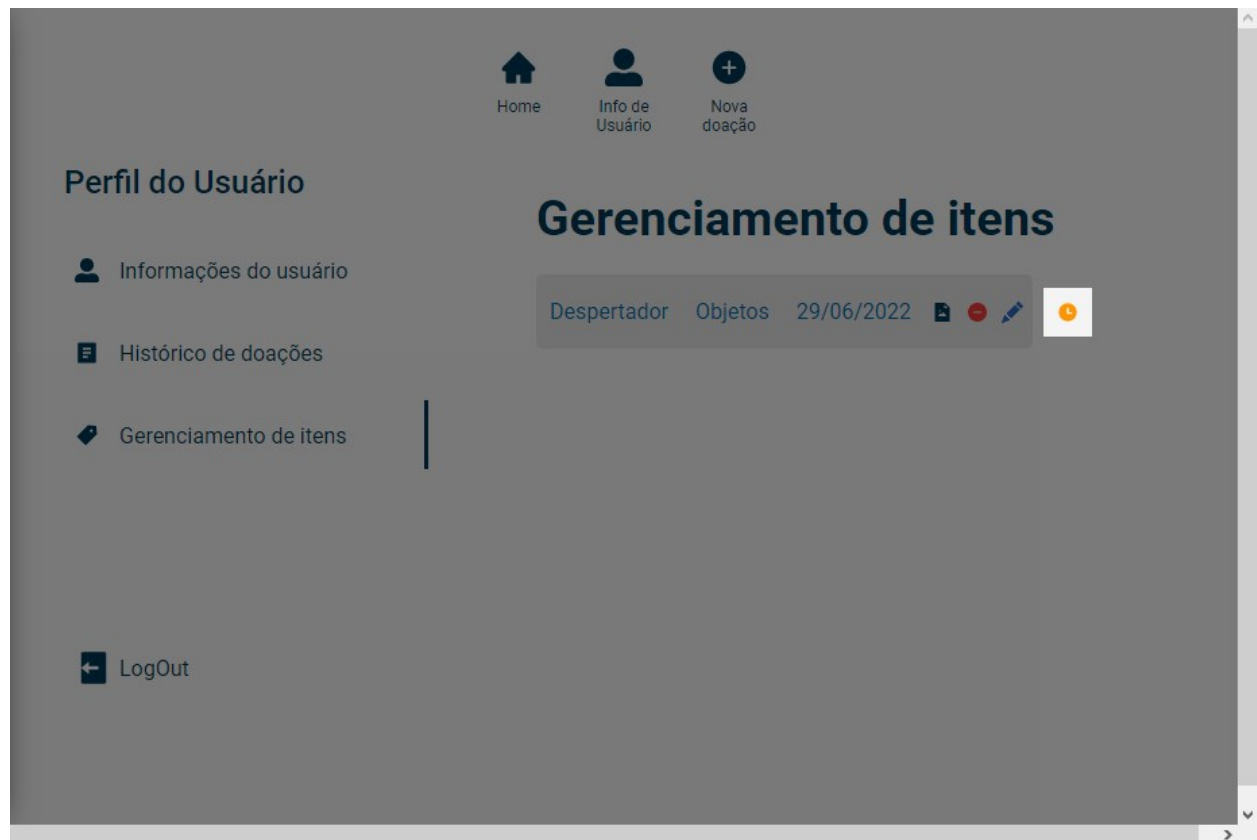 Home
Info de
Usuário
Nova
doação
Perfil do Usuário
Gerenciamento de itens
Informações do usuário
Despertador Objetos 29/06/2022
Histórico de doações
Gerenciamento de itens
LogOut